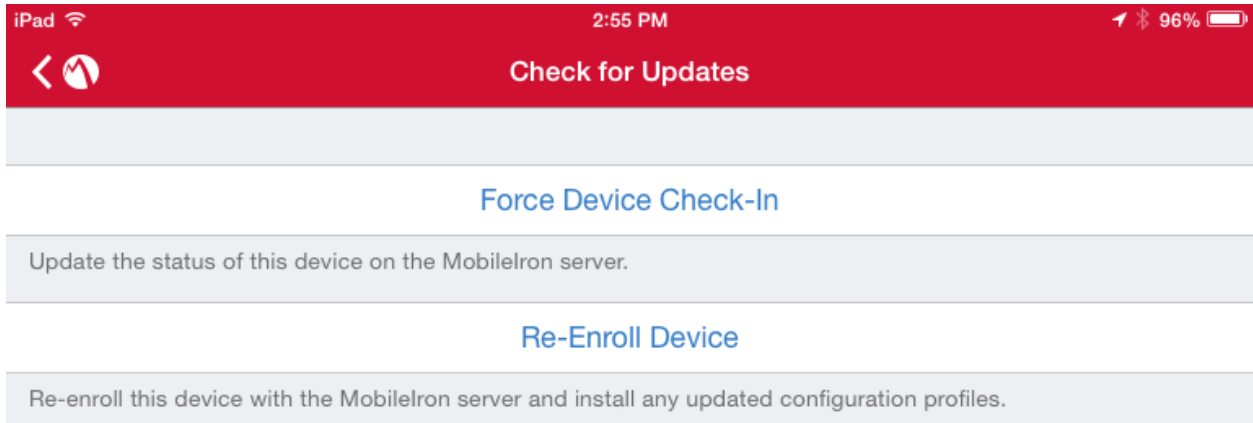 iPad 2:55 PM 96%
Check for Updates
Force Device Check-In
Update the status of this device on the MobileIron server.
Re-Enroll Device
Re-enroll this device with the MobileIron server and install any updated configuration profiles.